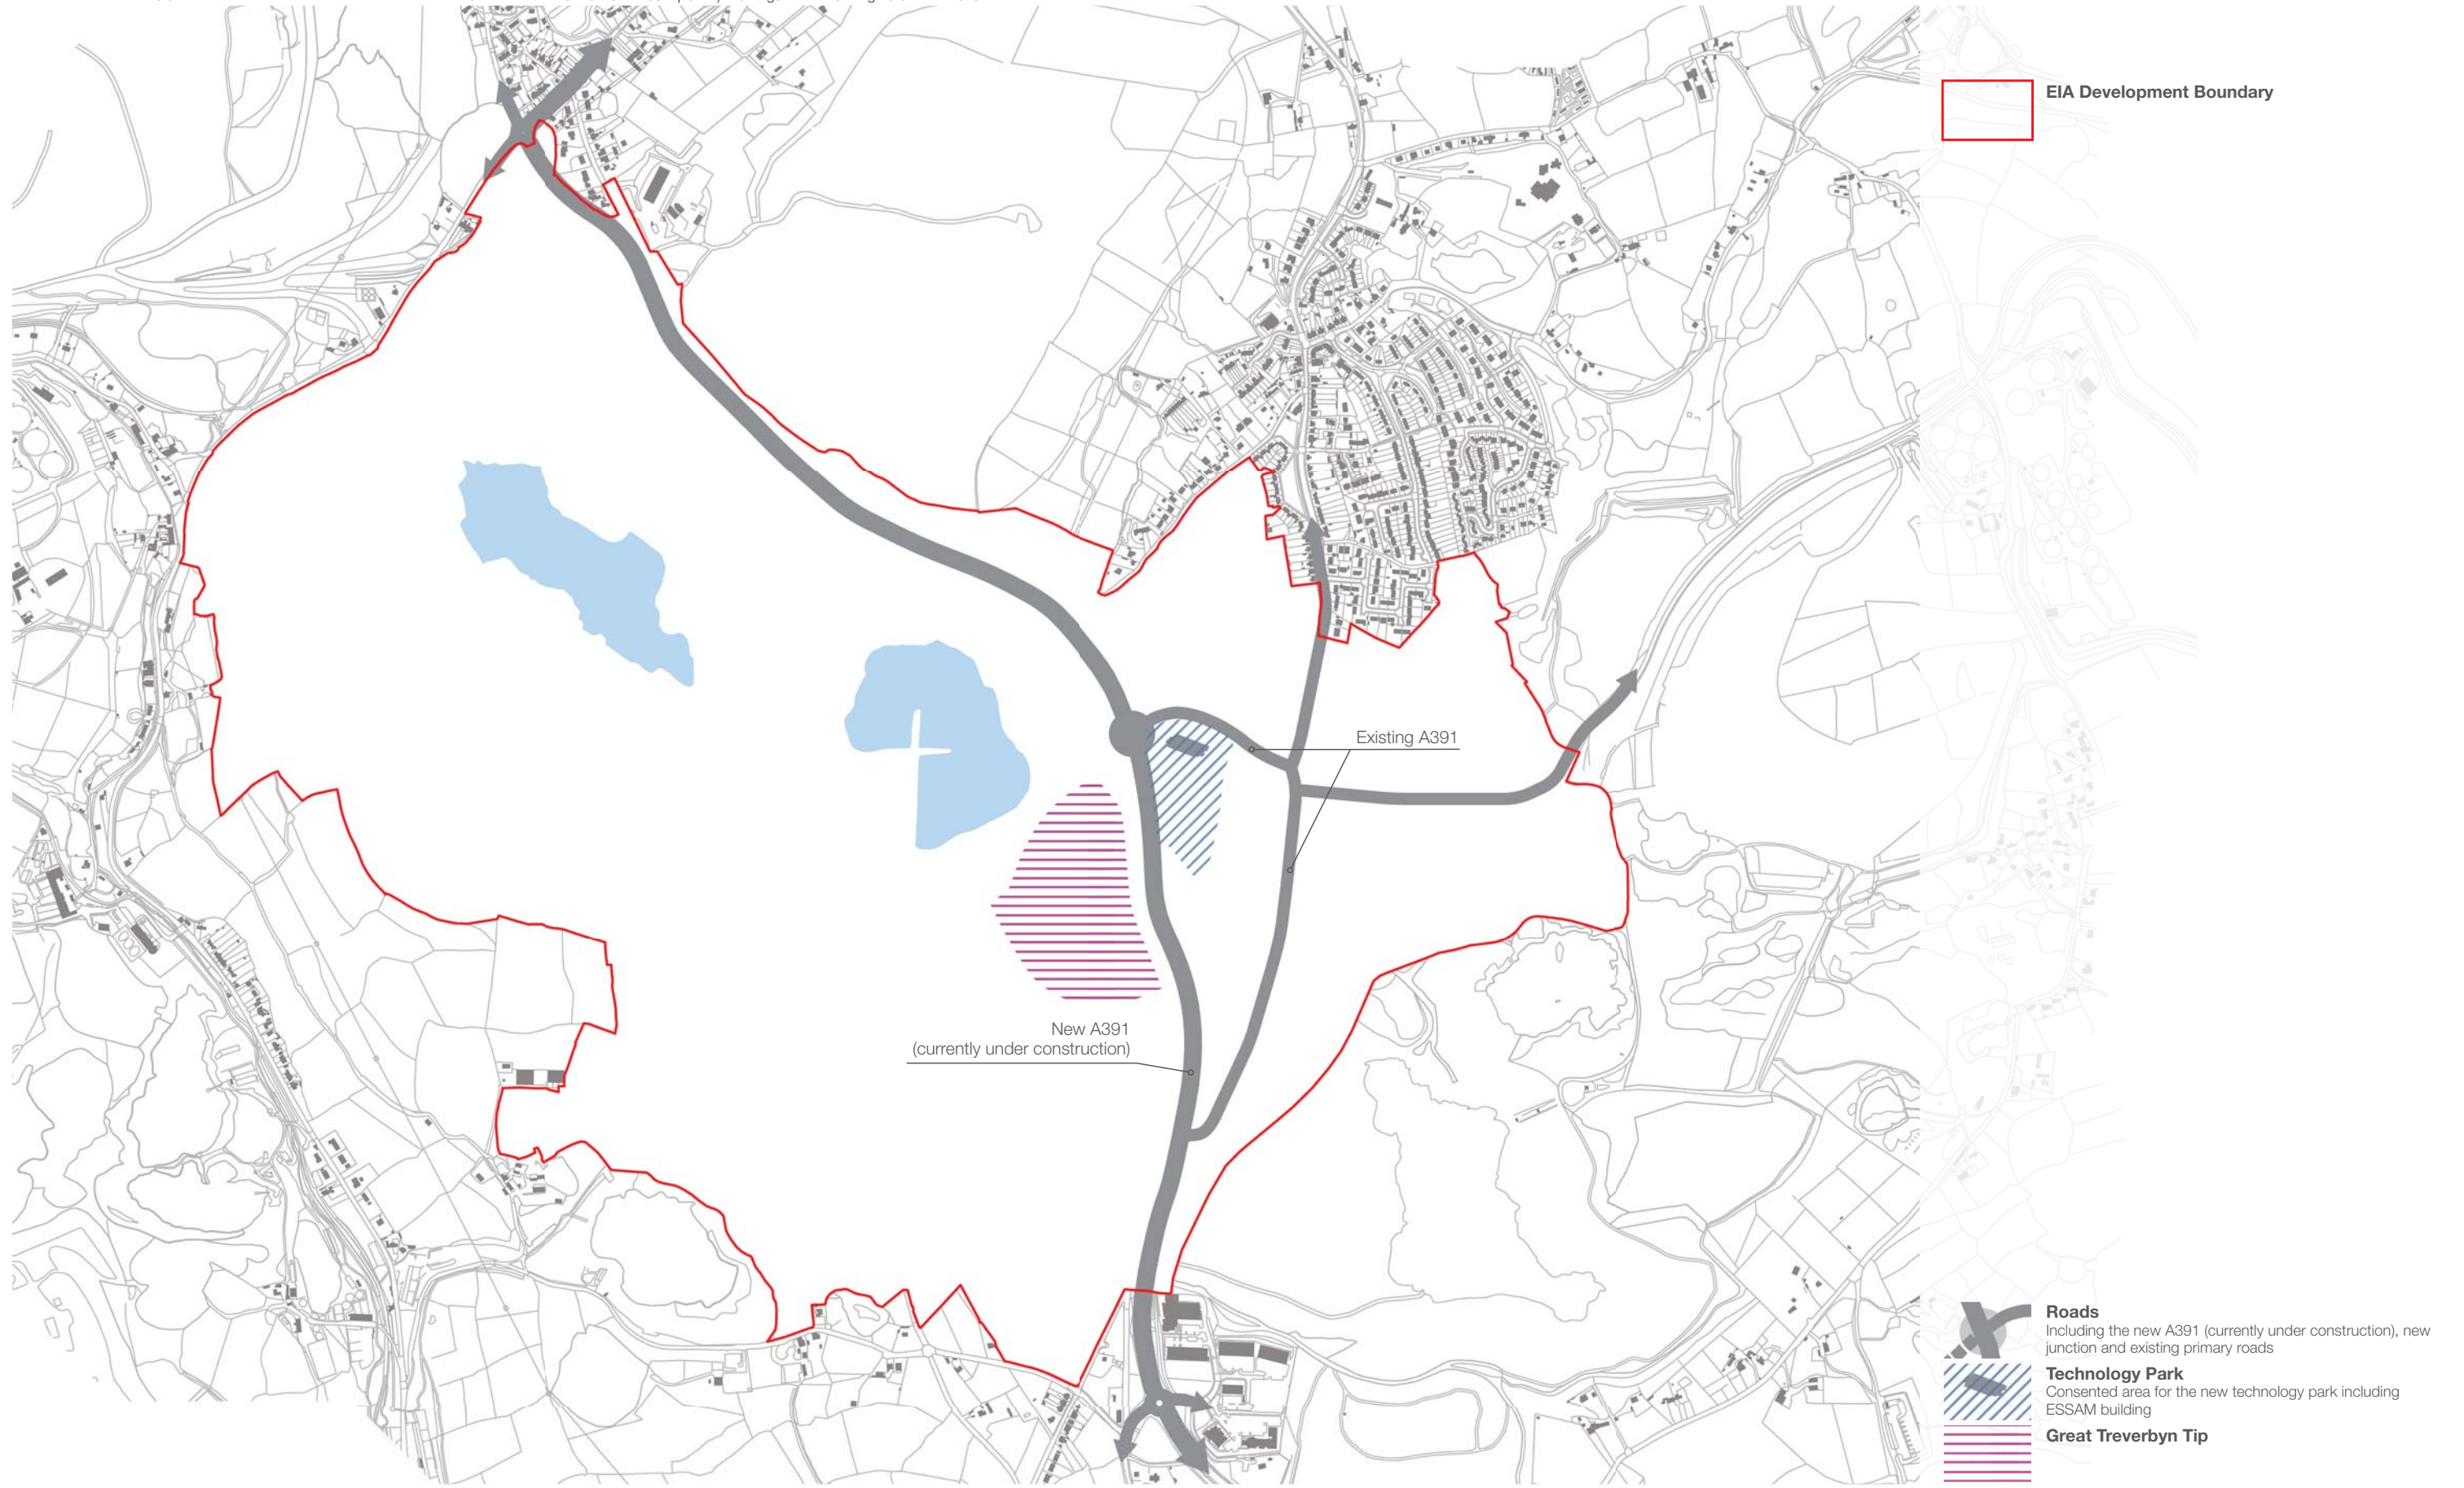 EIA Development Boundary
Existing A391
New A391
(currently under construction)
Roads
Including the new A391 (currently under construction), new
junction and existing primary roads
Technology Park
Consented area for the new technology park including
ESSAM building
Great Treverbyn Tip